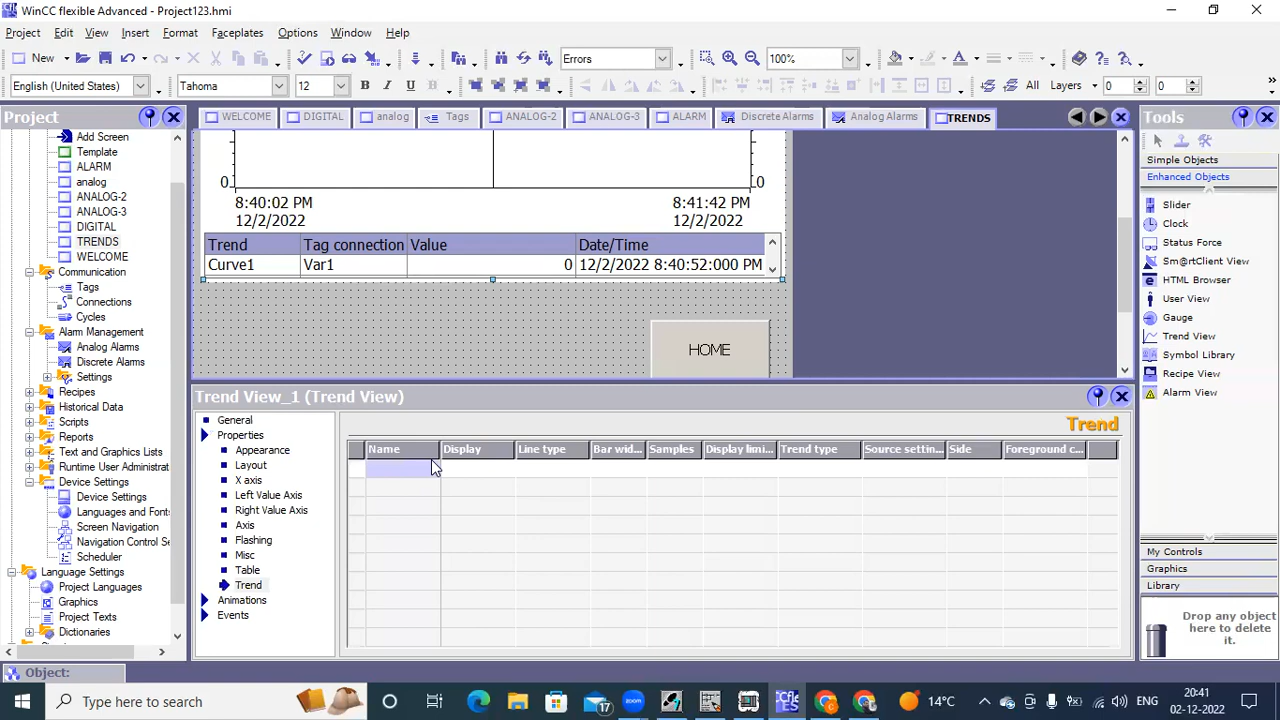 WinCC flexible Advanced - Project123.hmi
Project Edit View Insert Format Faceplates Options Window Help
New Errors 100%
English (United States) Tahoma 12 B I U All Layers 0 0
Project
Add Screen
Template
ALARM
analog
ANALOG-2
ANALOG-3
DIGITAL
TRENDS
WELCOME
Communication
Tags
Connections
Cycles
Alarm Management
Analog Alarms
Discrete Alarms
Settings
Recipes
Historical Data
Scripts
Reports
Text and Graphics Lists
Runtime User Administrat
Device Settings
Device Settings
Languages and Font
Screen Navigation
Navigation Control Se
Scheduler
Language Settings
Project Languages
Graphics
Project Texts
Dictionaries
WELCOME DIGITAL analog Tags ANALOG-2 ANALOG-3 ALARM Discrete Alarms Analog Alarms TRENDS
0 0
8:40:02 PM 8:41:42 PM
12/2/2022 12/2/2022
Trend Tag connection Value Date/Time
Curve1 Var1 0 12/2/2022 8:40:52:000 PM
HOME
Trend View_1 (Trend View)
General
Properties
Appearance
Layout
X axis
Left Value Axis
Right Value Axis
Axis
Flashing
Misc
Table
Trend
Animations
Events
Trend
Name Display Line type Bar wid... Samples Display limi... Trend type Source settin... Side Foreground c...
Tools
Simple Objects
Enhanced Objects
Slider
Clock
Status Force
Sm@rtClient View
HTML Browser
User View
Gauge
Trend View
Symbol Library
Recipe View
Alarm View
My Controls
Graphics
Library
Drop any object
here to delete
it.
Object:
Type here to search
17 zoom 14°C ENG 20:41
02-12-2022